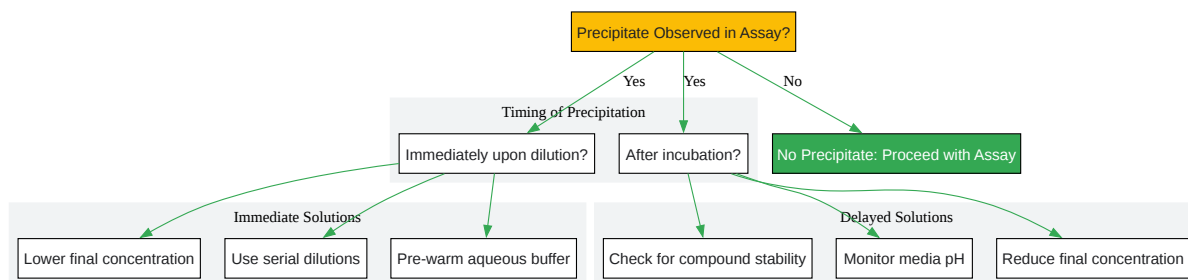 Precipitate Observed in Assay?
Yes
Yes
No
Timing of Precipitation
Immediately upon dilution?
After incubation?
No Precipitate: Proceed with Assay
Immediate Solutions
Delayed Solutions
Lower final concentration
Use serial dilutions
Pre-warm aqueous buffer
Check for compound stability
Monitor media pH
Reduce final concentration